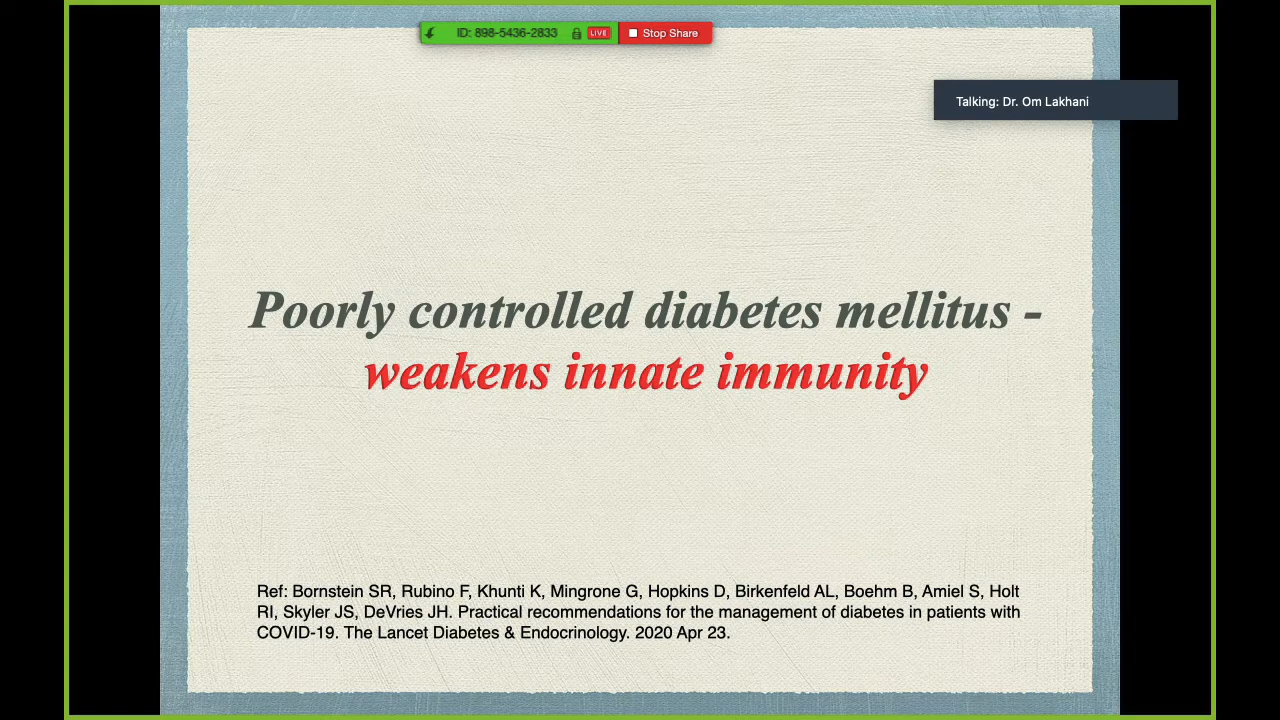 ID: 898-5436-2833 LIVE Stop Share
Talking: Dr. Om Lakhani
Poorly controlled diabetes mellitus -
weakens innate immunity
Ref: Bornstein SR, Rubino F, Khunti K, Mingrone G, Hopkins D, Birkenfeld AL, Boehm B, Amiel S, Holt
RI, Skyler JS, DeVries JH. Practical recommendations for the management of diabetes in patients with
COVID-19. The Lancet Diabetes & Endocrinology. 2020 Apr 23.